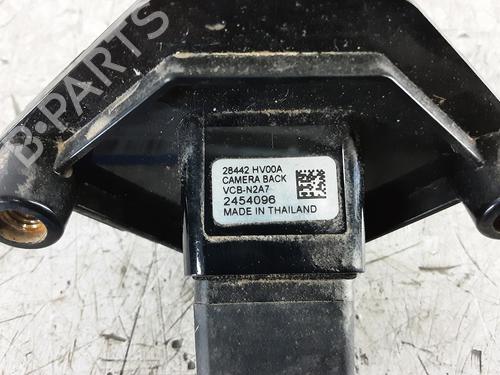 B-PARTS
28442 HV00A
CAMERA BACK
VCB-N2A7
2454096
MADE IN THAILAND